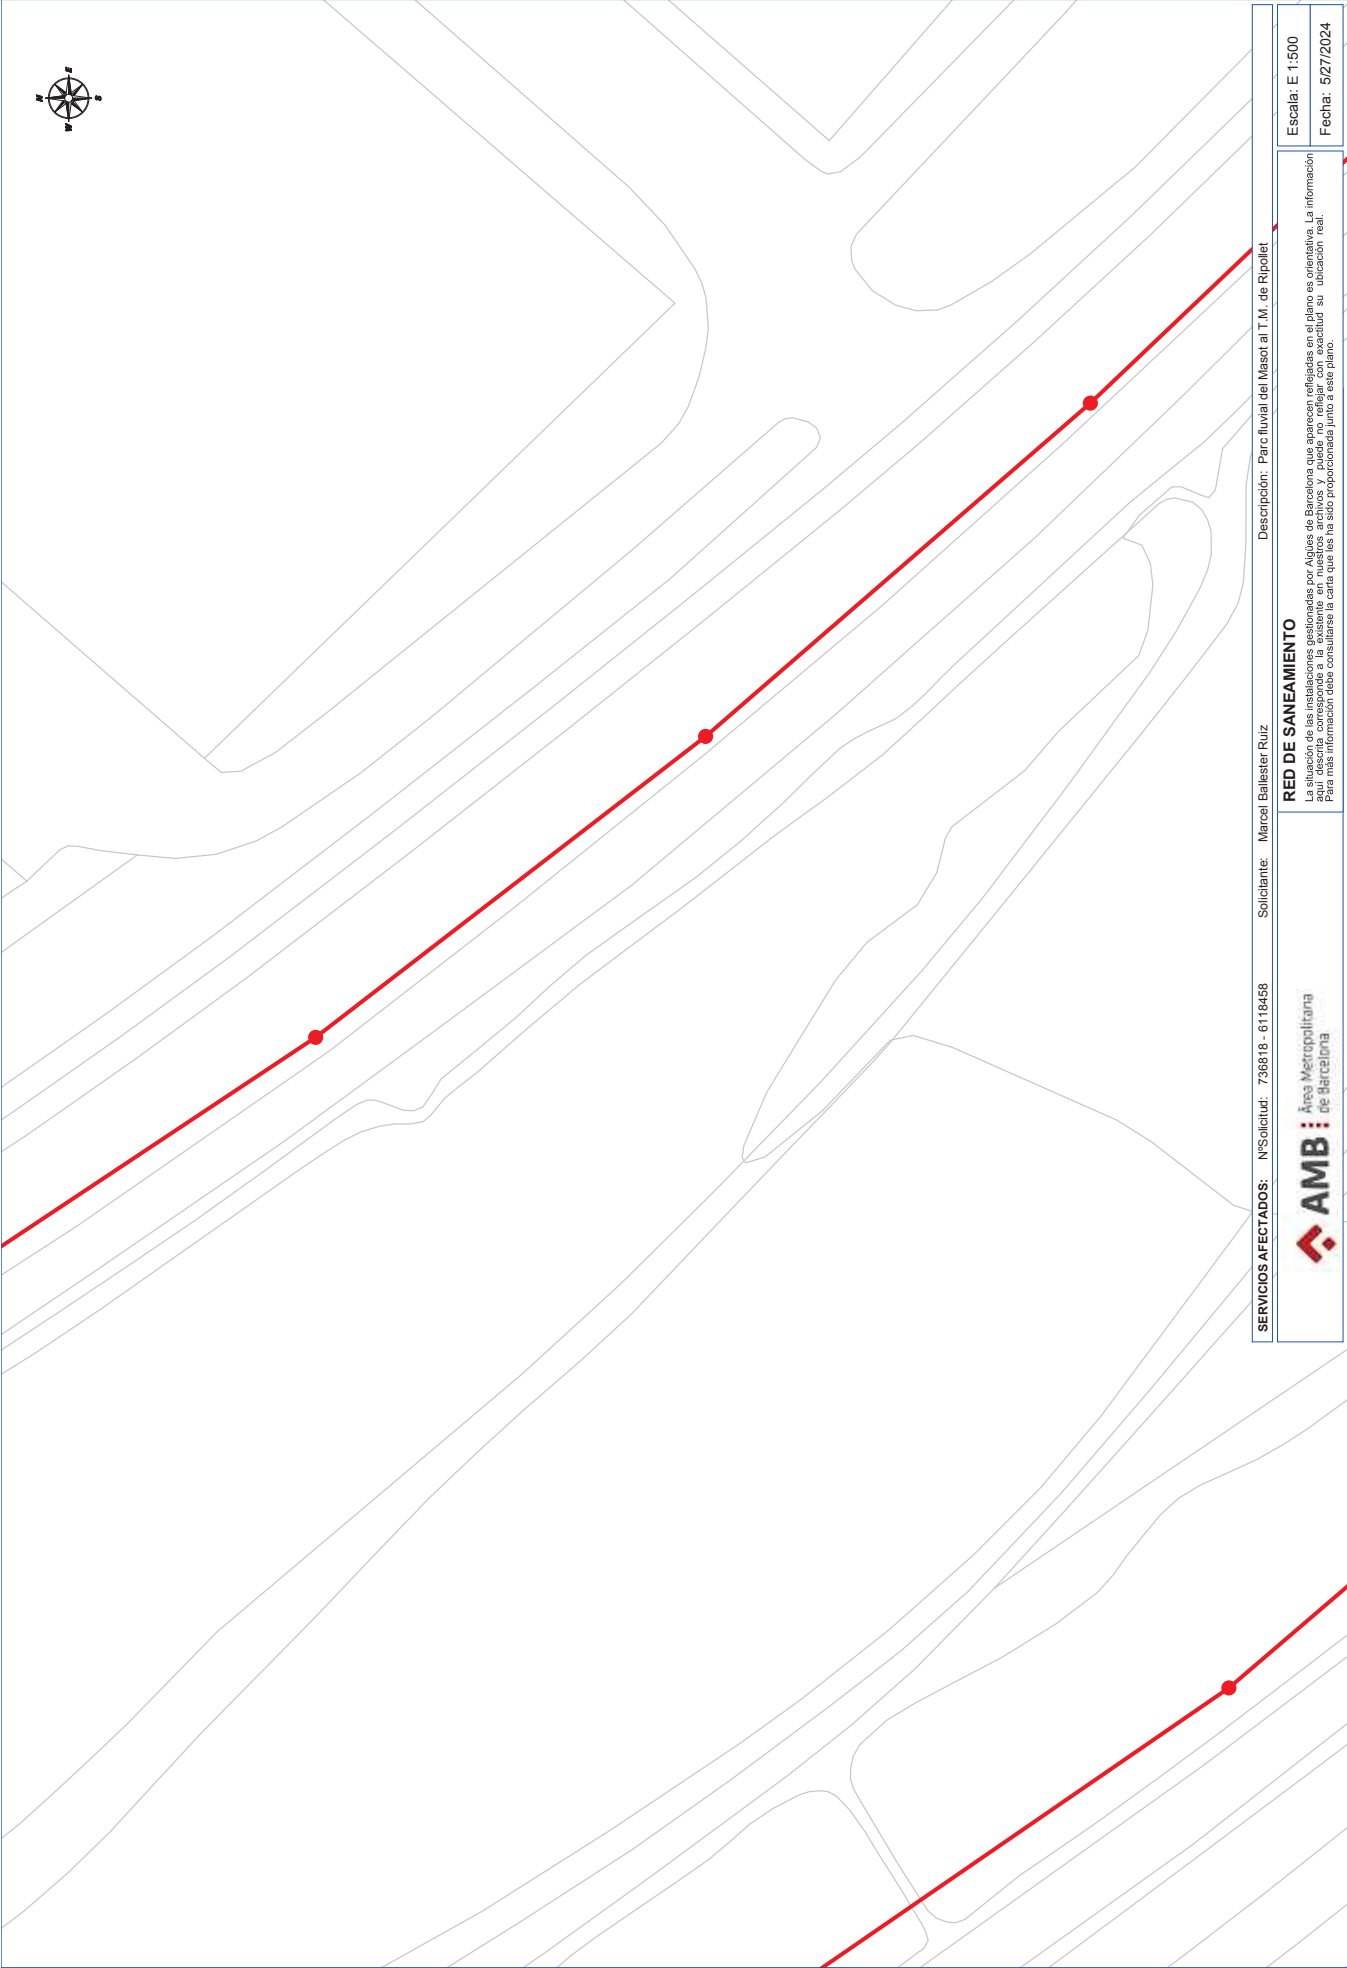 N
E
W
S
SERVICIOS AFECTADOS: NºSolicitud: 736818 - 6118458 Solicitante: Marcel Ballester Ruiz Descripción: Parc fluvial del Masot al T.M. de Ripollet
AMB Àrea Metropolitana
de Barcelona
RED DE SANEAMIENTO
La situación de las instalaciones gestionadas por Aigües de Barcelona que aparecen reflejadas en el plano es orientativa. La información
aquí descrita corresponde a la existente en nuestros archivos y puede no reflejar con exactitud su ubicación real.
Para más información debe consultarse la carta que les ha sido proporcionada junto a este plano.
Escala: E 1:500
Fecha: 5/27/2024